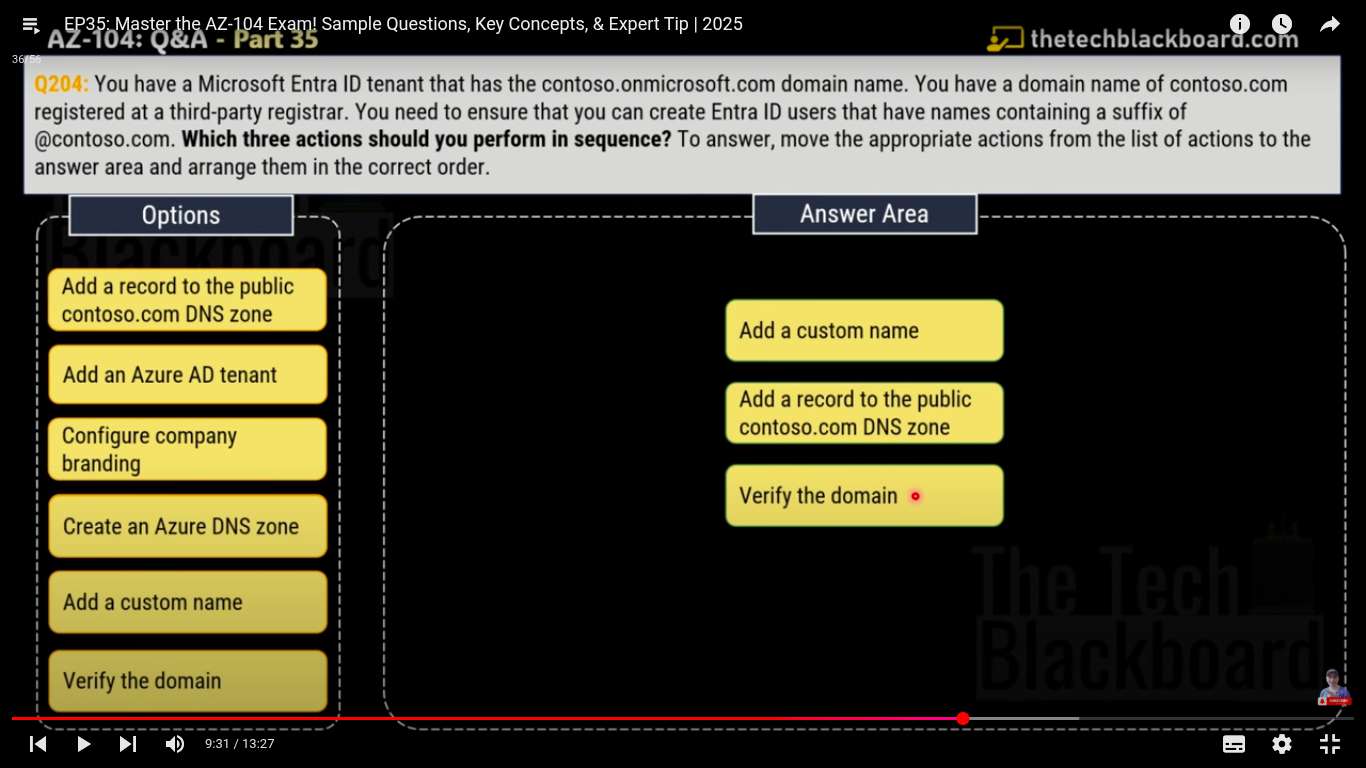 EP35: Master the AZ-104 Exam! Sample Questions, Key Concepts, & Expert Tip | 2025
AZ-104: Q&A - Part 35
thetechblackboard.com
36/56
Q204: You have a Microsoft Entra ID tenant that has the contoso.onmicrosoft.com domain name. You have a domain name of contoso.com
registered at a third-party registrar. You need to ensure that you can create Entra ID users that have names containing a suffix of
@contoso.com. Which three actions should you perform in sequence? To answer, move the appropriate actions from the list of actions to the
answer area and arrange them in the correct order.
Options
Add a record to the public
contoso.com DNS zone
Add an Azure AD tenant
Configure company
branding
Create an Azure DNS zone
Add a custom name
Verify the domain
Answer Area
Add a custom name
Add a record to the public
contoso.com DNS zone
Verify the domain
Blackboard
The Tech
Blackboard
9:31 / 13:27